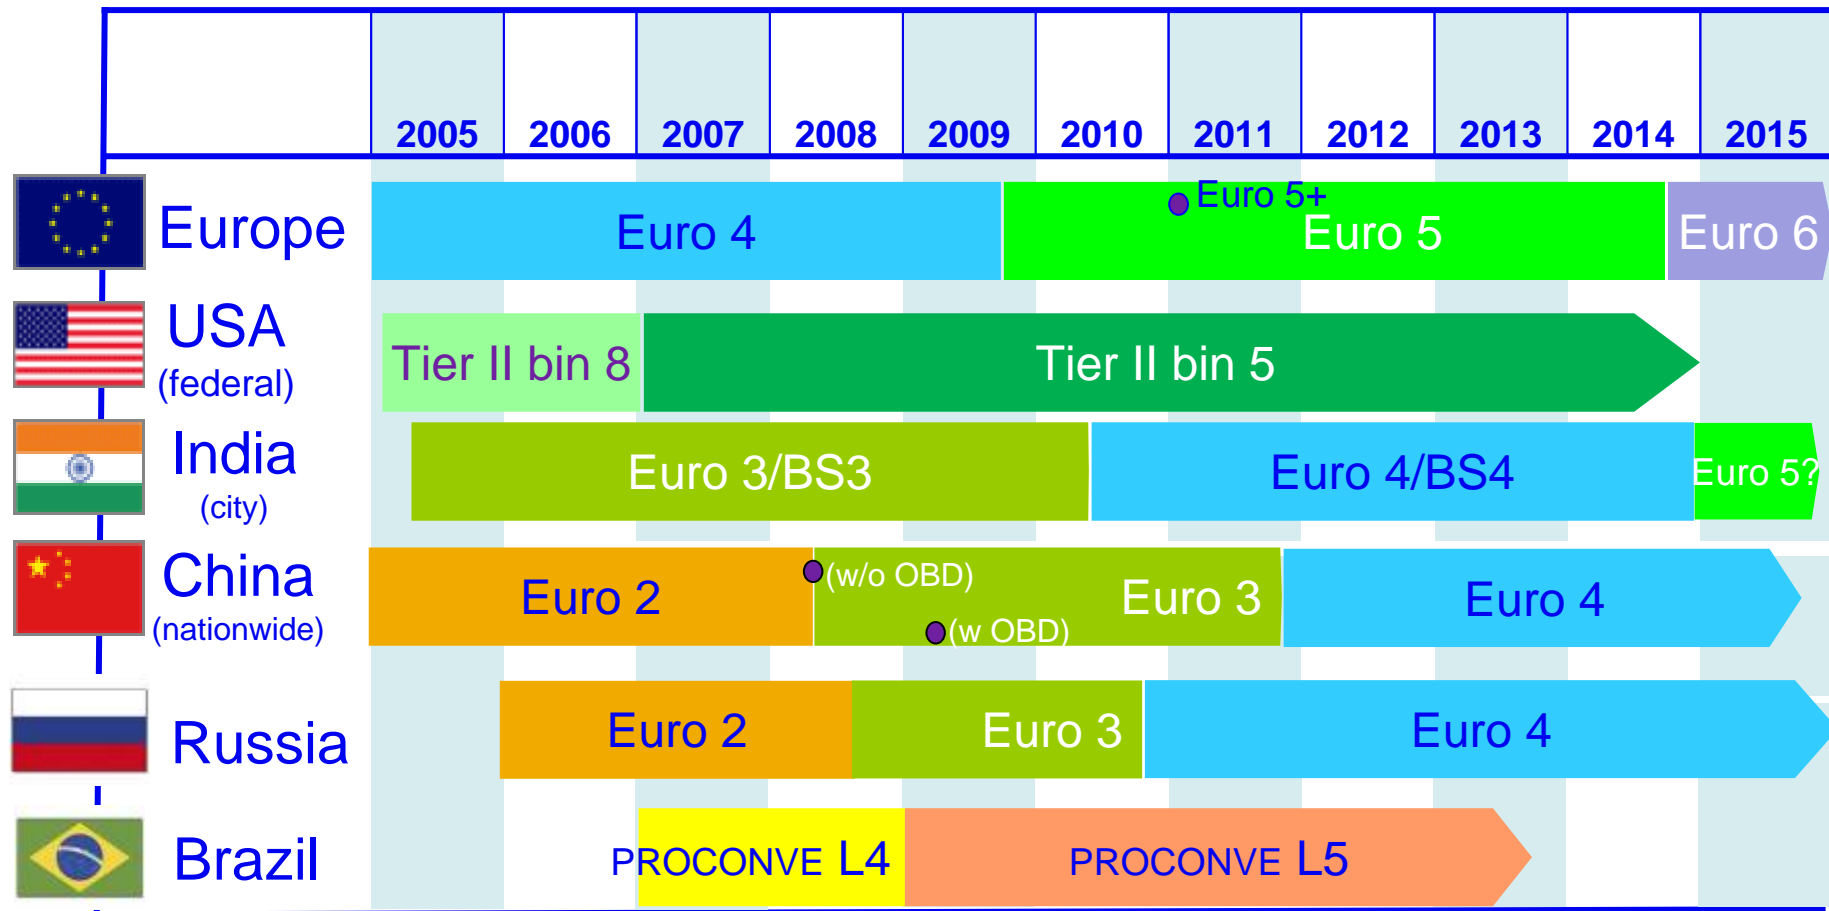 2005 2006 2007 2008 2009 2010 2011 2012 2013 2014 2015
Europe
Euro 4
Euro 5+
Euro 5
Euro 6
USA
(federal)
Tier II bin 8
Tier II bin 5
India
(city)
Euro 3/BS3
Euro 4/BS4
Euro 5?
China
(nationwide)
Euro 2
(w/o OBD)
(w OBD)
Euro 3
Euro 4
Russia
Euro 2
Euro 3
Euro 4
Brazil
PROCONVE L4
PROCONVE L5